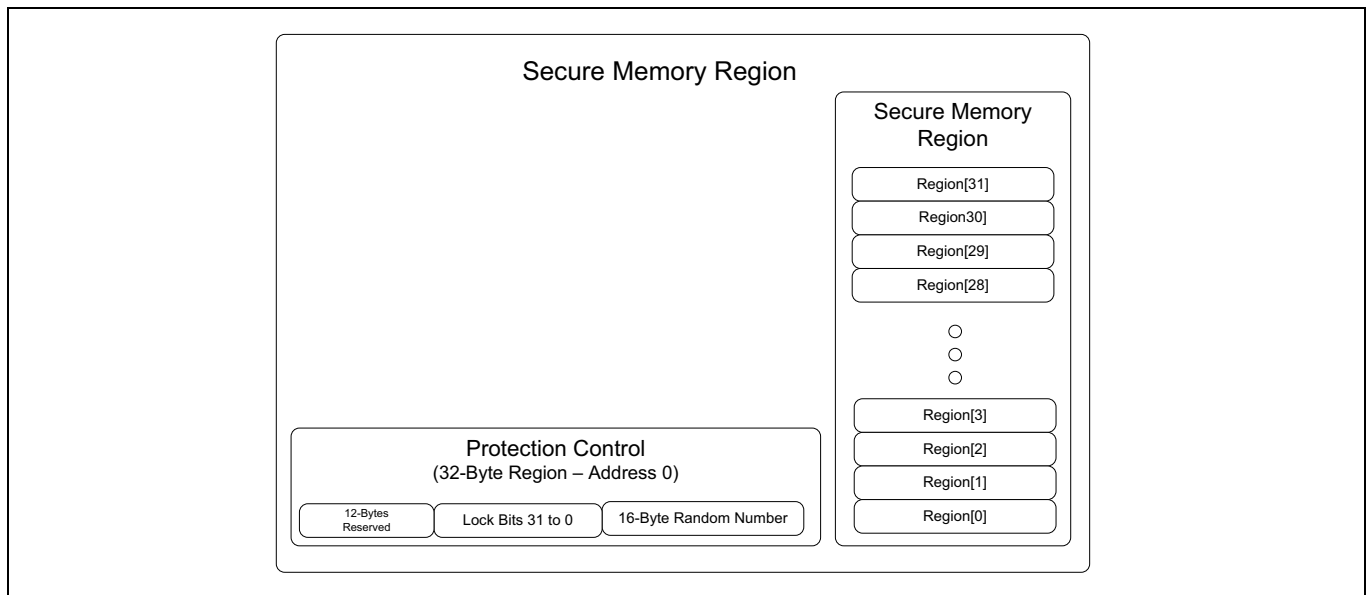 Secure Memory Region
Secure Memory
Region
Region[31]
Region30]
Region[29]
Region[28]
Region[3]
Region[2]
Region[1]
Region[0]
Protection Control
(32-Byte Region – Address 0)
12-Bytes
Reserved
Lock Bits 31 to 0
16-Byte Random Number